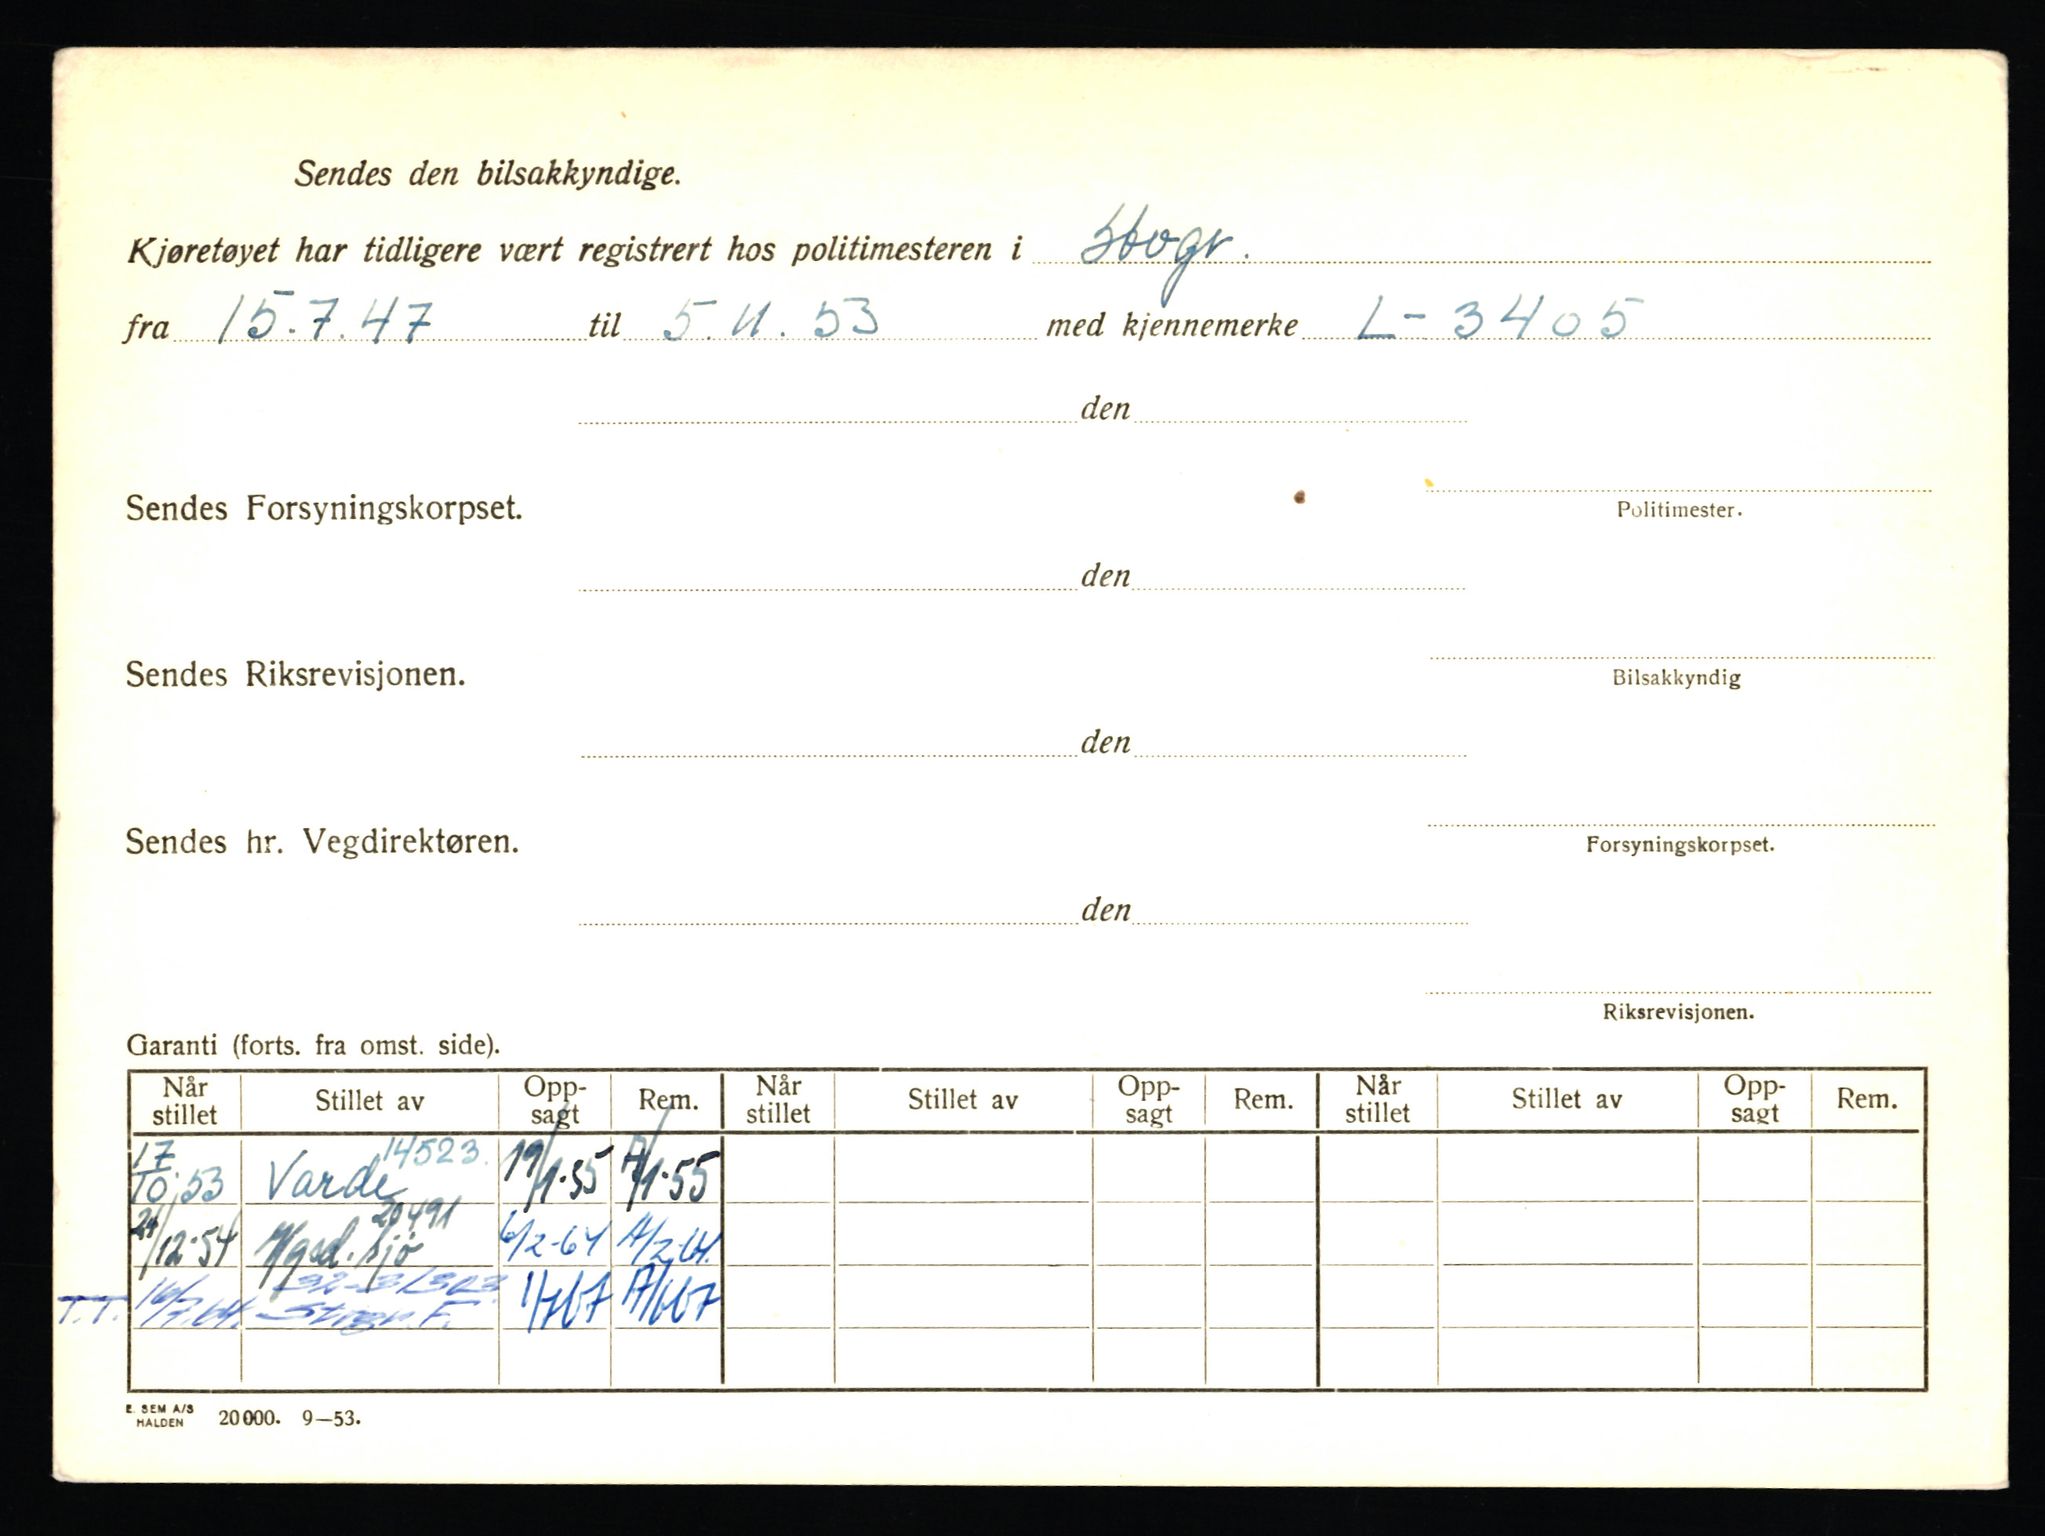 Sendes den bilsakkyndige.
Kjøretøyet har tidligere vært registrert hos politimesteren i
fra 15.7.47 til 5.11.53 med kjennemerke L-3405
den
Sendes Forsyningskorpset.
Politimester.
den
Sendes Riksrevisjonen.
Bilsakkyndig
den
Sendes hr. Vegdirektøren.
Forsyningskorpset.
den
Riksrevisjonen.
Garanti (forts. fra omst. side).
Når stillet Stillet av Opp-sagt Rem. Når stillet Stillet av Opp-sagt Rem. Når stillet Stillet av Opp-sagt Rem.
17/10.53 Varde 14523. 19/1.55 /1.55
24/12.54 20491 6/2-64 /2-64.
T.T.
E. SEM A/S HALDEN 20000. 9—53.